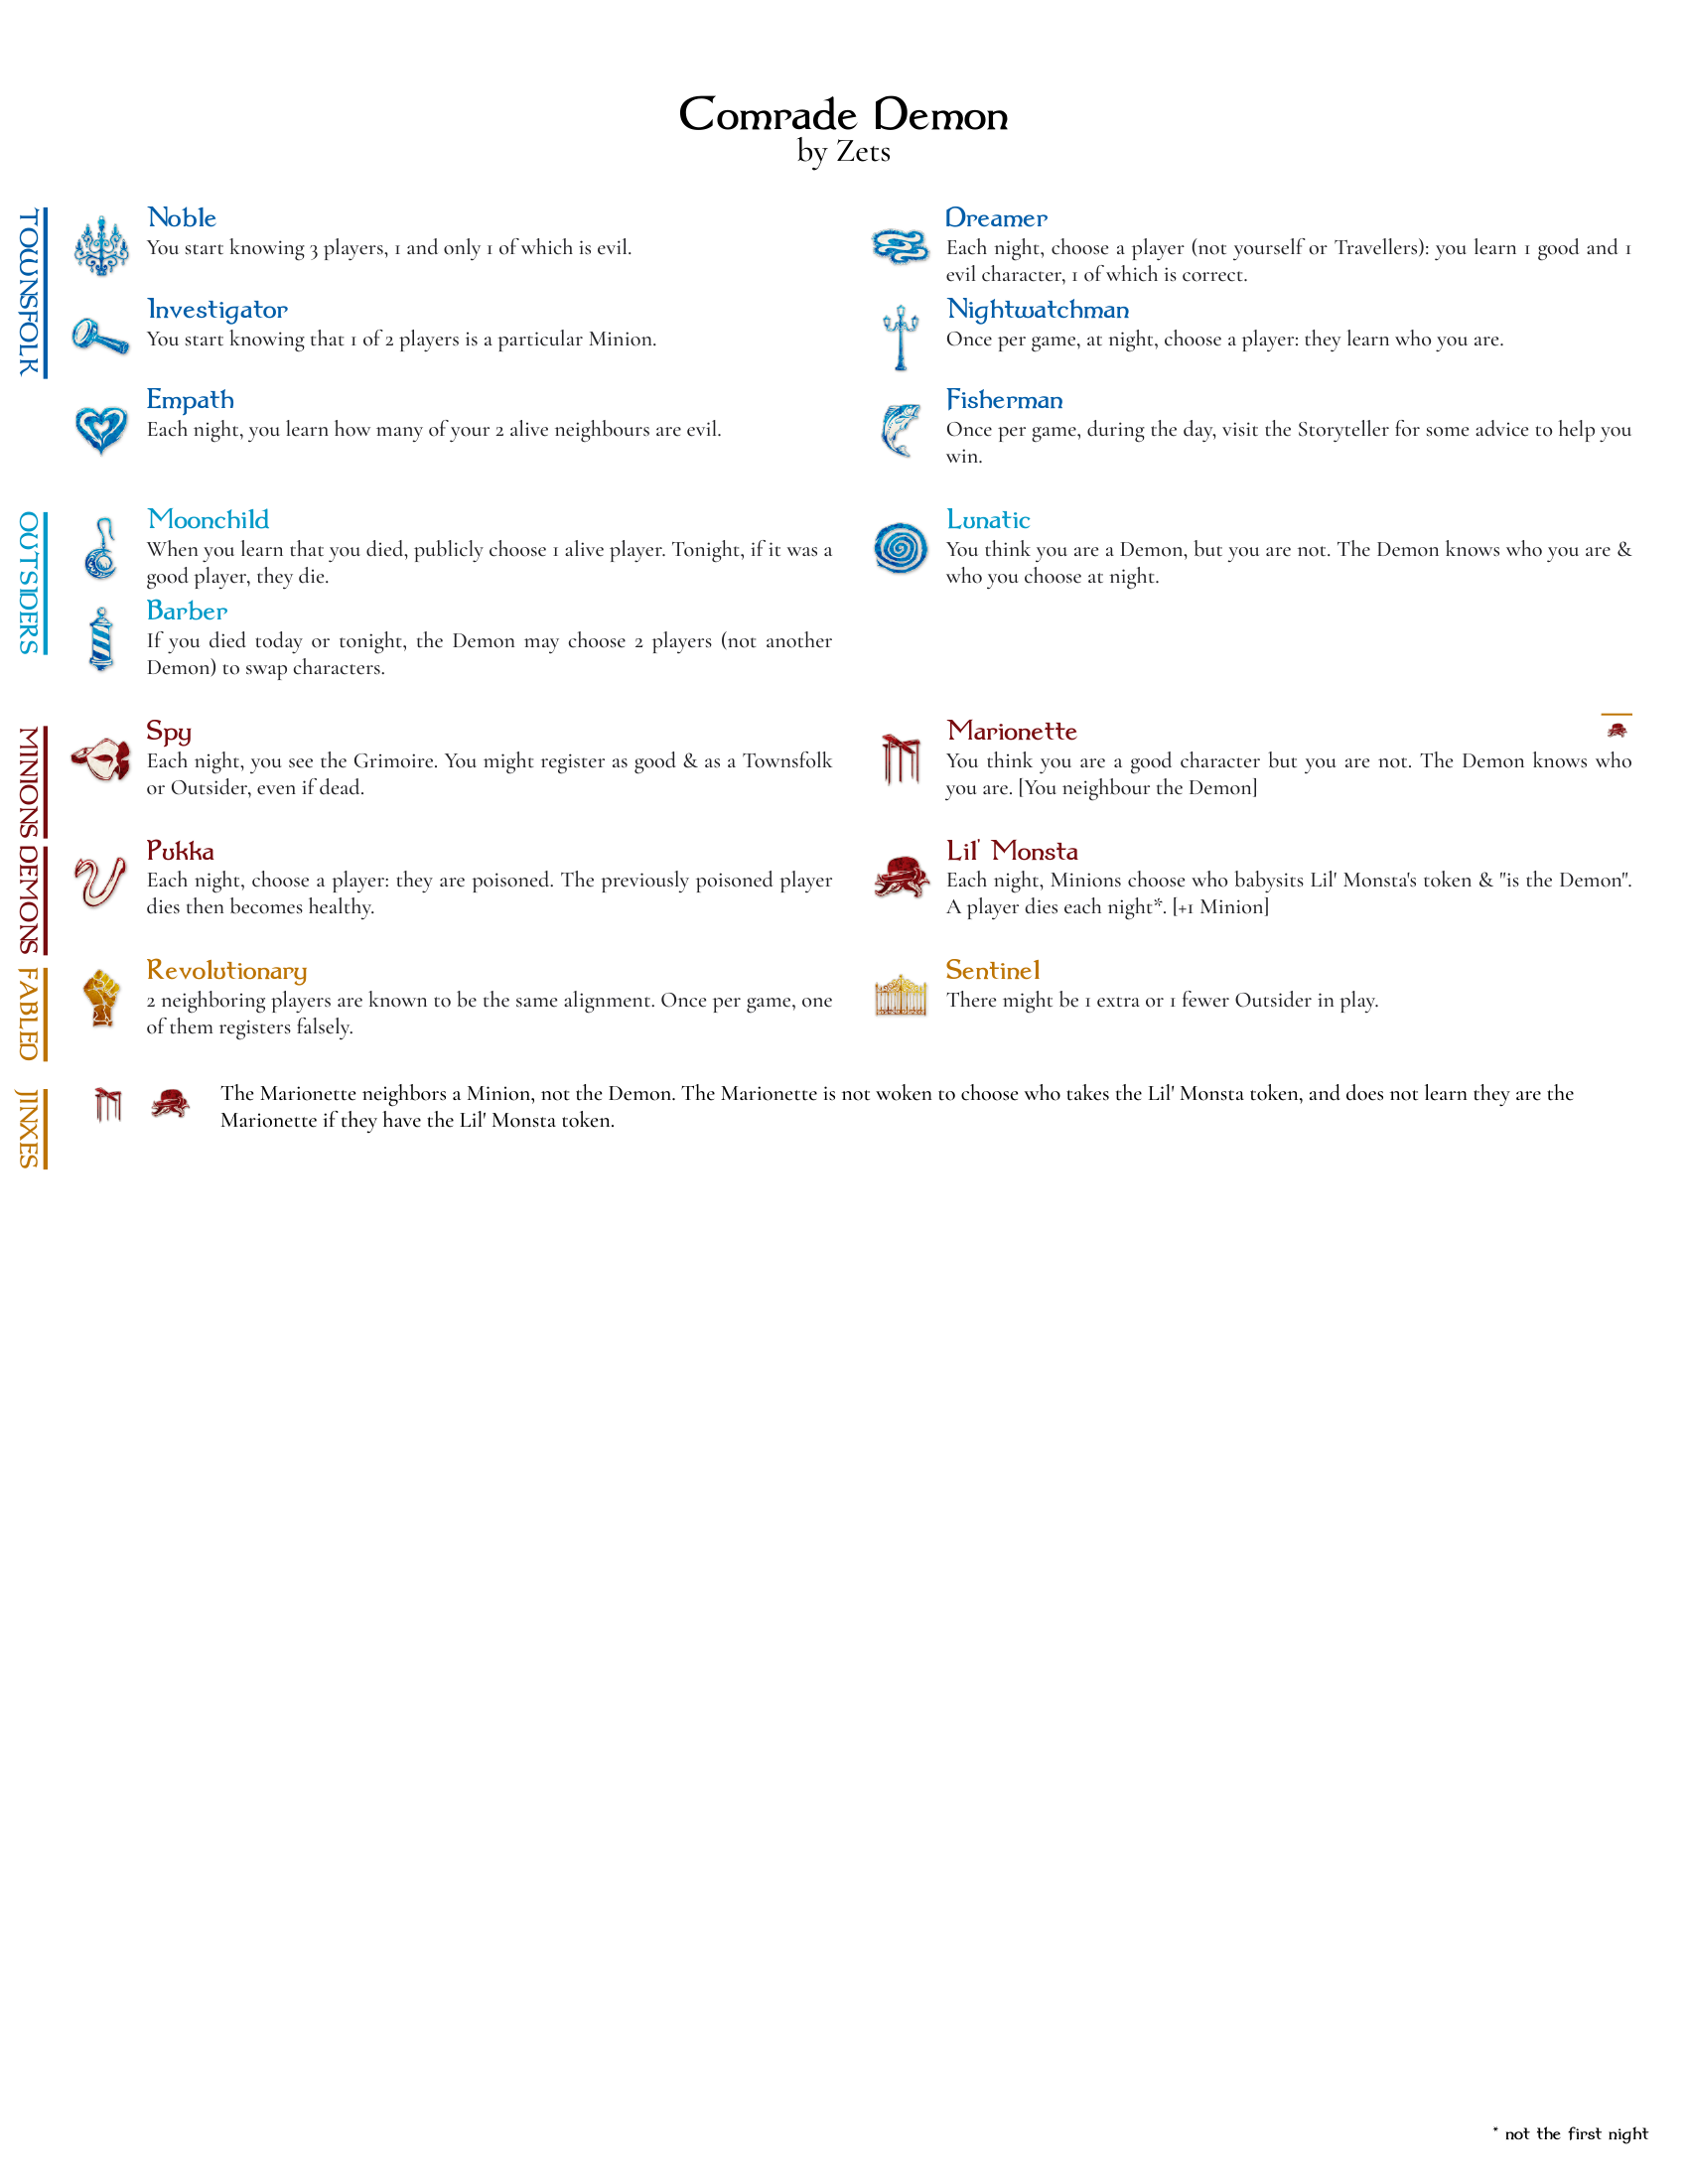 Comrade Demon
by Zets
TOWNSFOLK
Noble
You start knowing 3 players, 1 and only 1 of which is evil.
Dreamer
Each night, choose a player (not yourself or Travellers): you learn 1 good and 1
evil character, 1 of which is correct.
Investigator
You start knowing that 1 of 2 players is a particular Minion.
Nightwatchman
Once per game, at night, choose a player: they learn who you are.
Empath
Each night, you learn how many of your 2 alive neighbours are evil.
Fisherman
Once per game, during the day, visit the Storyteller for some advice to help you
win.
OUTSIDERS
Moonchild
When you learn that you died, publicly choose 1 alive player. Tonight, if it was a
good player, they die.
Lunatic
You think you are a Demon, but you are not. The Demon knows who you are &
who you choose at night.
Barber
If you died today or tonight, the Demon may choose 2 players (not another
Demon) to swap characters.
MINIONS
Spy
Each night, you see the Grimoire. You might register as good & as a Townsfolk
or Outsider, even if dead.
Marionette
You think you are a good character but you are not. The Demon knows who
you are. [You neighbour the Demon]
DEMONS
Pukka
Each night, choose a player: they are poisoned. The previously poisoned player
dies then becomes healthy.
Lil' Monsta
Each night, Minions choose who babysits Lil' Monsta's token & "is the Demon".
A player dies each night*. [+1 Minion]
FABLED
Revolutionary
2 neighboring players are known to be the same alignment. Once per game, one
of them registers falsely.
Sentinel
There might be 1 extra or 1 fewer Outsider in play.
JINXES
The Marionette neighbors a Minion, not the Demon. The Marionette is not woken to choose who takes the Lil' Monsta token, and does not learn they are the
Marionette if they have the Lil' Monsta token.
* not the first night